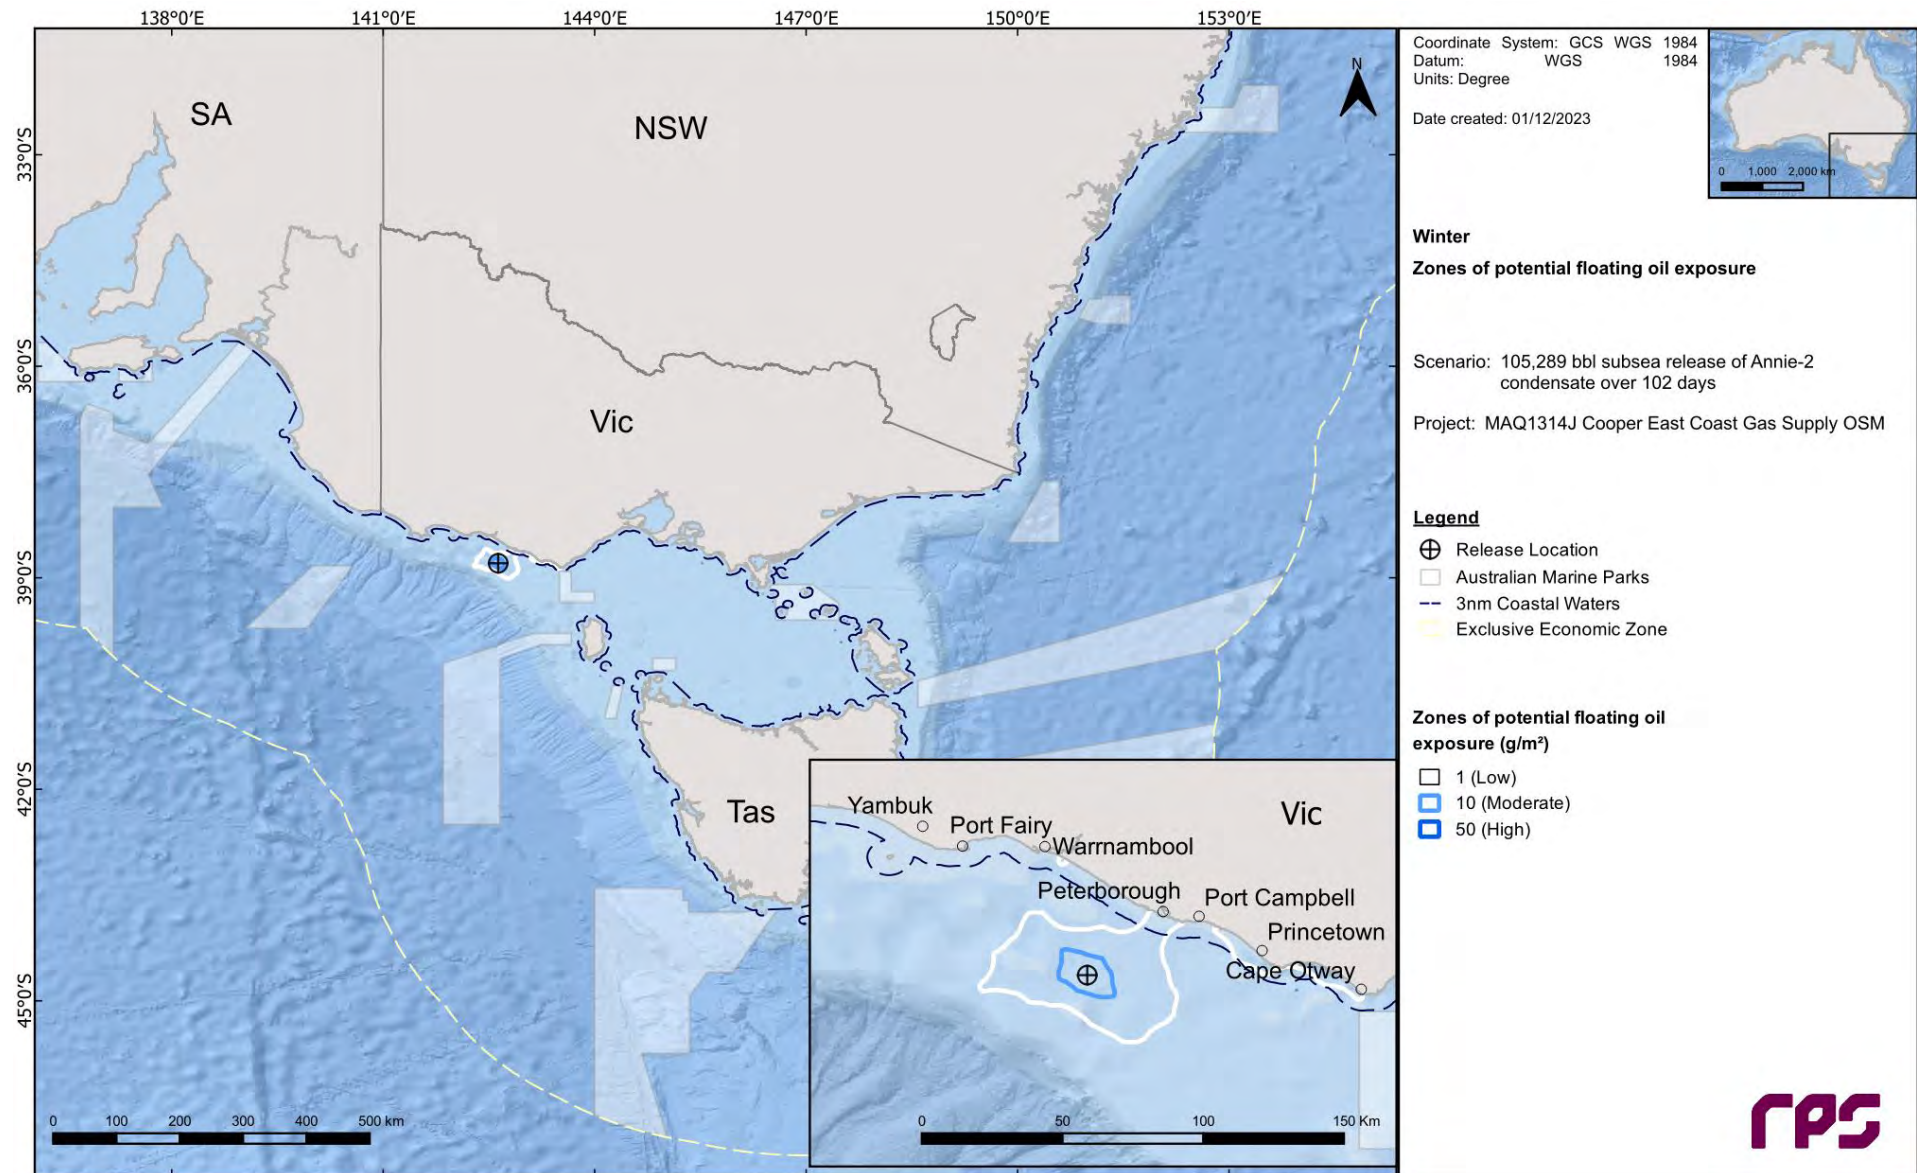 138°0'E 141°0'E 144°0'E 147°0'E 150°0'E 153°0'E
33°0'S
36°0'S
39°0'S
42°0'S
45°0'S
SA
NSW
Vic
Tas
N
0 100 200 300 400 500 km
Yambuk
Port Fairy
Warrnambool
Vic
Peterborough
Port Campbell
Princetown
Cape Otway
0 50 100 150 Km
Coordinate System: GCS WGS 1984
Datum: WGS 1984
Units: Degree
Date created: 01/12/2023
0 1,000 2,000 km
Winter
Zones of potential floating oil exposure
Scenario: 105,289 bbl subsea release of Annie-2
condensate over 102 days
Project: MAQ1314J Cooper East Coast Gas Supply OSM
Legend
Release Location
Australian Marine Parks
3nm Coastal Waters
Exclusive Economic Zone
Zones of potential floating oil
exposure (g/m²)
1 (Low)
10 (Moderate)
50 (High)
rps